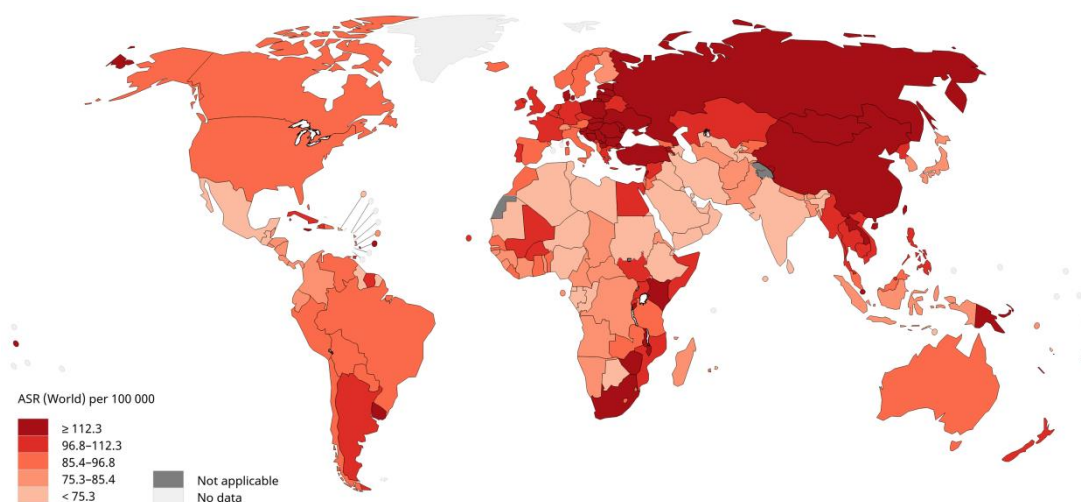 ASR (World) per 100 000
≥ 112.3
96.8–112.3
85.4–96.8
75.3–85.4
< 75.3
Not applicable
No data